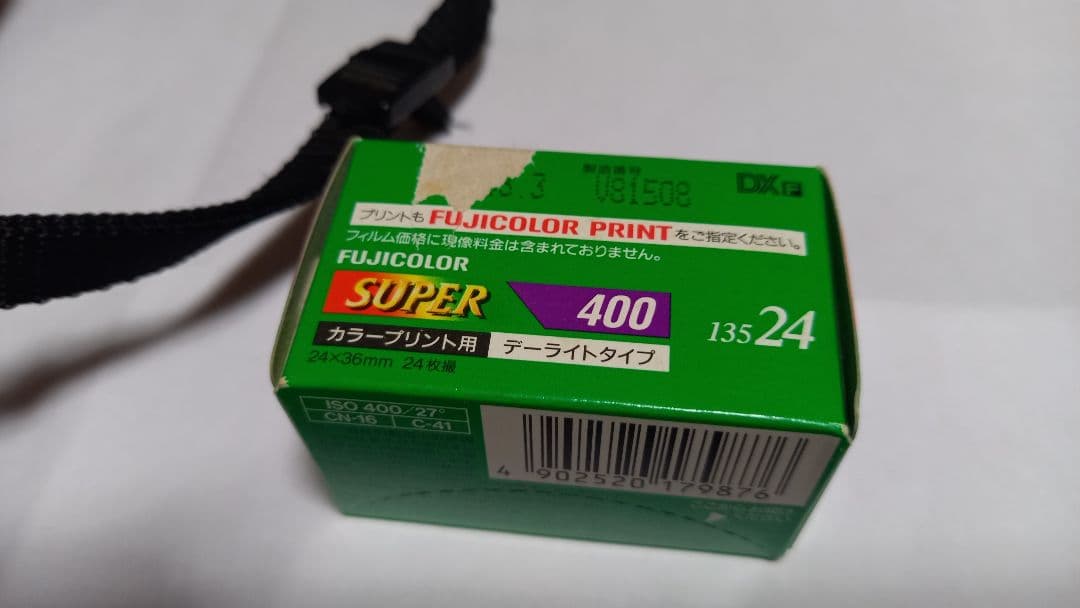 製造番号
V81508
DXF
プリントも FUJICOLOR PRINT をご指定ください。
フィルム価格に現像料金は含まれておりません。
FUJICOLOR
SUPER 400
135 24
カラープリント用 デーライトタイプ
24×36mm 24枚撮
ISO 400/27°
CN-16 C-41
4 902520 179876